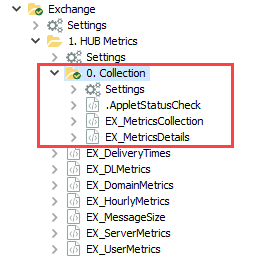 Exchange
Settings
1. HUB Metrics
Settings
0. Collection
Settings
.AppletStatusCheck
EX_MetricsCollection
EX_MetricsDetails
EX_DeliveryTimes
EX_DLMetrics
EX_DomainMetrics
EX_HourlyMetrics
EX_MessageSize
EX_ServerMetrics
EX_UserMetrics